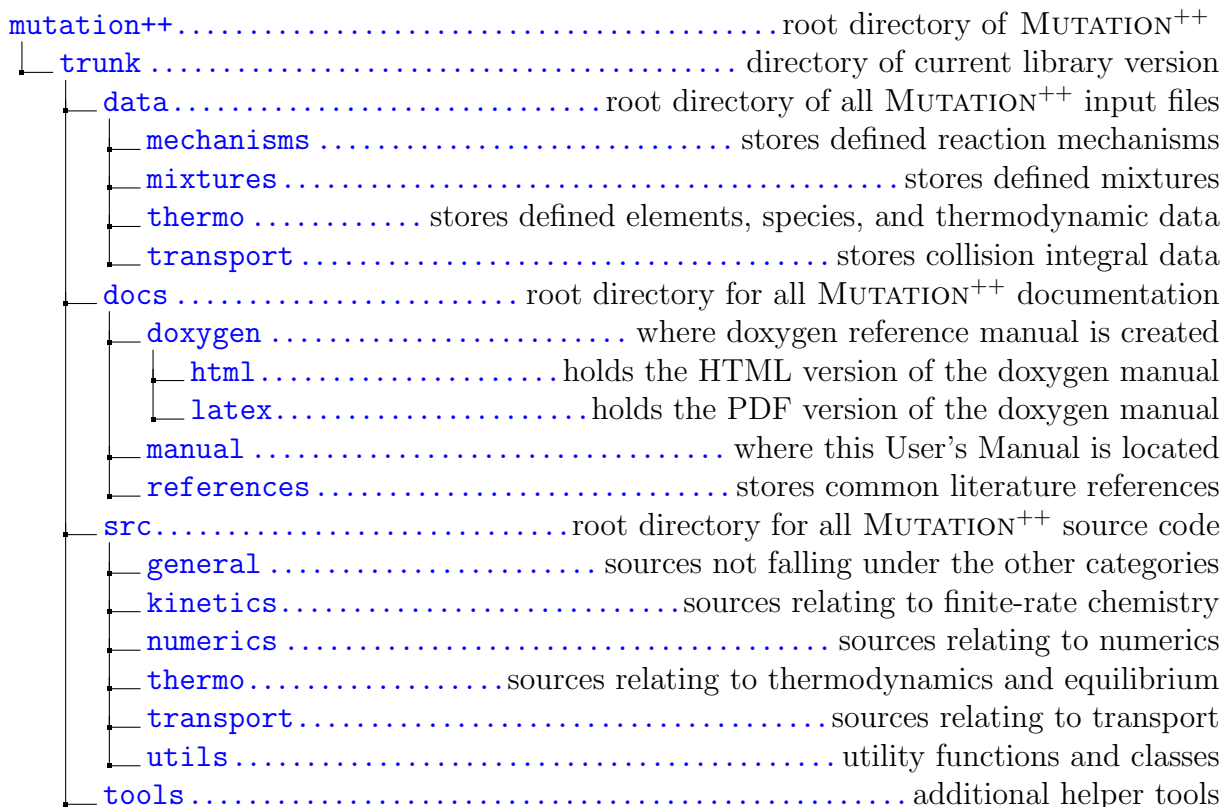 mutation++ ........ root directory of MUTATION++
trunk ........ directory of current library version
data ........ root directory of all MUTATION++ input files
mechanisms ........ stores defined reaction mechanisms
mixtures ........ stores defined mixtures
thermo ........ stores defined elements, species, and thermodynamic data
transport ........ stores collision integral data
docs ........ root directory for all MUTATION++ documentation
doxygen ........ where doxygen reference manual is created
html ........ holds the HTML version of the doxygen manual
latex ........ holds the PDF version of the doxygen manual
manual ........ where this User's Manual is located
references ........ stores common literature references
src ........ root directory for all MUTATION++ source code
general ........ sources not falling under the other categories
kinetics ........ sources relating to finite-rate chemistry
numerics ........ sources relating to numerics
thermo ........ sources relating to thermodynamics and equilibrium
transport ........ sources relating to transport
utils ........ utility functions and classes
tools ........ additional helper tools